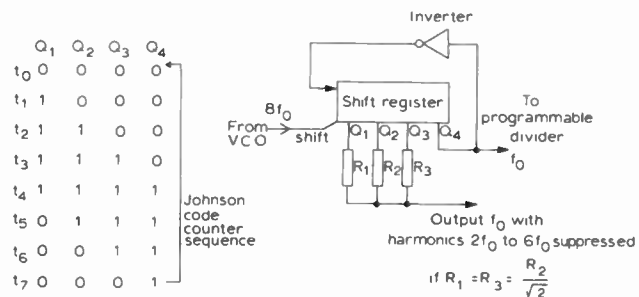 Q1 Q2 Q3 Q4
t0 0 0 0 0
t1 1 0 0 0
t2 1 1 0 0
t3 1 1 1 0
t4 1 1 1 1
t5 0 1 1 1
t6 0 0 1 1
t7 0 0 0 1
Johnson
code
counter
sequence
Inverter
Shift register
8f0
From
VCO
shift
Q1 Q2 Q3 Q4
R1 R2 R3
To
programmable
divider
f0
Output f0 with
harmonics 2f0 to 6f0 suppressed
if R1 = R3 = R2
√2